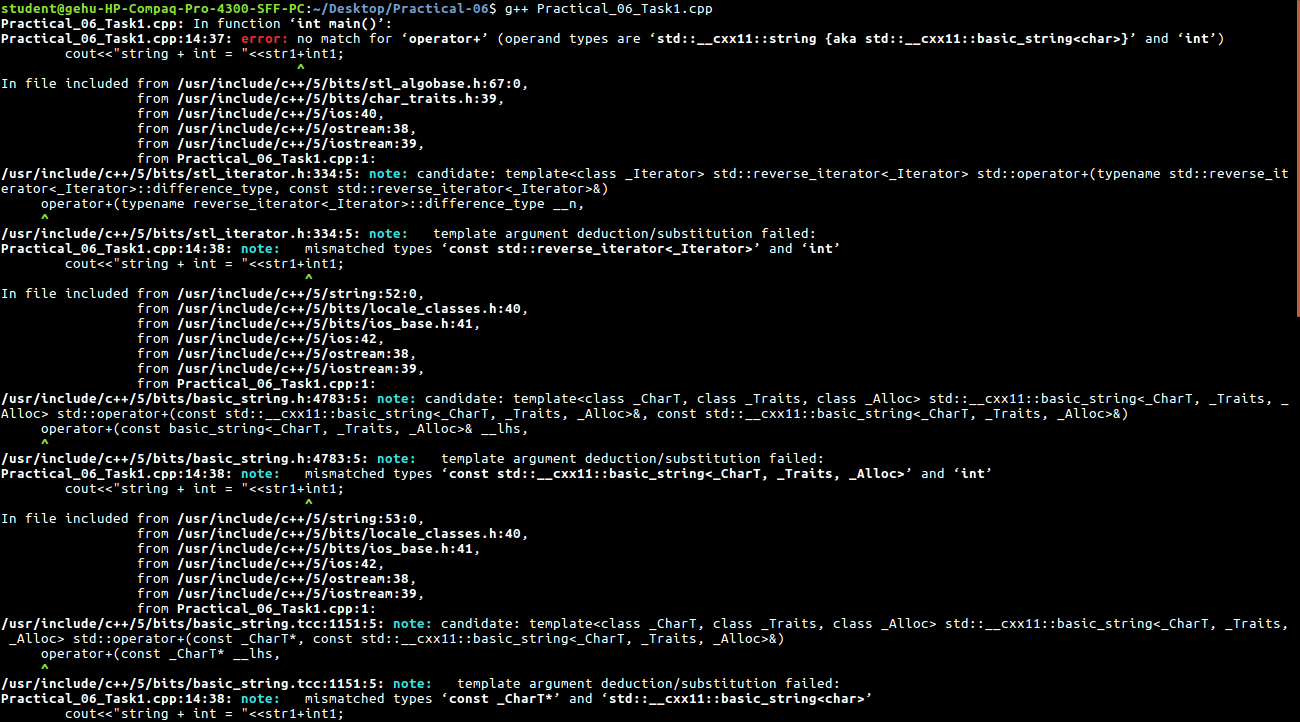 student@gehu-HP-Compaq-Pro-4300-SFF-PC:~/Desktop/Practical-06$ g++ Practical_06_Task1.cpp
Practical_06_Task1.cpp: In function ‘int main()’:
Practical_06_Task1.cpp:14:37: error: no match for ‘operator+’ (operand types are ‘std::__cxx11::string {aka std::__cxx11::basic_string<char>}’ and ‘int’)
        cout<<"string + int = "<<str1+int1;
                                     ^
In file included from /usr/include/c++/5/bits/stl_algobase.h:67:0,
                 from /usr/include/c++/5/bits/char_traits.h:39,
                 from /usr/include/c++/5/ios:40,
                 from /usr/include/c++/5/ostream:38,
                 from /usr/include/c++/5/iostream:39,
                 from Practical_06_Task1.cpp:1:
/usr/include/c++/5/bits/stl_iterator.h:334:5: note: candidate: template<class _Iterator> std::reverse_iterator<_Iterator> std::operator+(typename std::reverse_it
erator<_Iterator>::difference_type, const std::reverse_iterator<_Iterator>&)
     operator+(typename reverse_iterator<_Iterator>::difference_type __n,
     ^
/usr/include/c++/5/bits/stl_iterator.h:334:5: note:   template argument deduction/substitution failed:
Practical_06_Task1.cpp:14:38: note:   mismatched types ‘const std::reverse_iterator<_Iterator>’ and ‘int’
        cout<<"string + int = "<<str1+int1;
                                      ^
In file included from /usr/include/c++/5/string:52:0,
                 from /usr/include/c++/5/bits/locale_classes.h:40,
                 from /usr/include/c++/5/bits/ios_base.h:41,
                 from /usr/include/c++/5/ios:42,
                 from /usr/include/c++/5/ostream:38,
                 from /usr/include/c++/5/iostream:39,
                 from Practical_06_Task1.cpp:1:
/usr/include/c++/5/bits/basic_string.h:4783:5: note: candidate: template<class _CharT, class _Traits, class _Alloc> std::__cxx11::basic_string<_CharT, _Traits, _
Alloc> std::operator+(const std::__cxx11::basic_string<_CharT, _Traits, _Alloc>&, const std::__cxx11::basic_string<_CharT, _Traits, _Alloc>&)
     operator+(const basic_string<_CharT, _Traits, _Alloc>& __lhs,
     ^
/usr/include/c++/5/bits/basic_string.h:4783:5: note:   template argument deduction/substitution failed:
Practical_06_Task1.cpp:14:38: note:   mismatched types ‘const std::__cxx11::basic_string<_CharT, _Traits, _Alloc>’ and ‘int’
        cout<<"string + int = "<<str1+int1;
                                      ^
In file included from /usr/include/c++/5/string:53:0,
                 from /usr/include/c++/5/bits/locale_classes.h:40,
                 from /usr/include/c++/5/bits/ios_base.h:41,
                 from /usr/include/c++/5/ios:42,
                 from /usr/include/c++/5/ostream:38,
                 from /usr/include/c++/5/iostream:39,
                 from Practical_06_Task1.cpp:1:
/usr/include/c++/5/bits/basic_string.tcc:1151:5: note: candidate: template<class _CharT, class _Traits, class _Alloc> std::__cxx11::basic_string<_CharT, _Traits,
 _Alloc> std::operator+(const _CharT*, const std::__cxx11::basic_string<_CharT, _Traits, _Alloc>&)
     operator+(const _CharT* __lhs,
     ^
/usr/include/c++/5/bits/basic_string.tcc:1151:5: note:   template argument deduction/substitution failed:
Practical_06_Task1.cpp:14:38: note:   mismatched types ‘const _CharT*’ and ‘std::__cxx11::basic_string<char>’
        cout<<"string + int = "<<str1+int1;